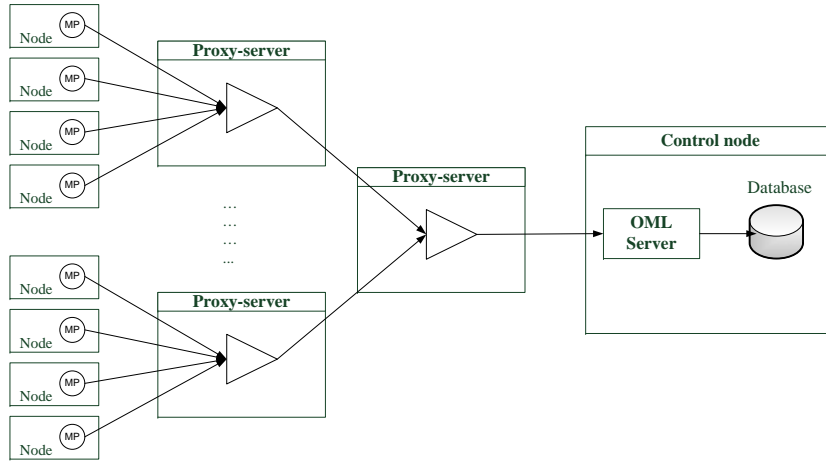 MP
Node
MP
Node
MP
Node
MP
Node
Proxy-server
...
...
...
...
Proxy-server
Control node
Database
OML
Server
MP
Node
MP
Node
MP
Node
MP
Node
Proxy-server